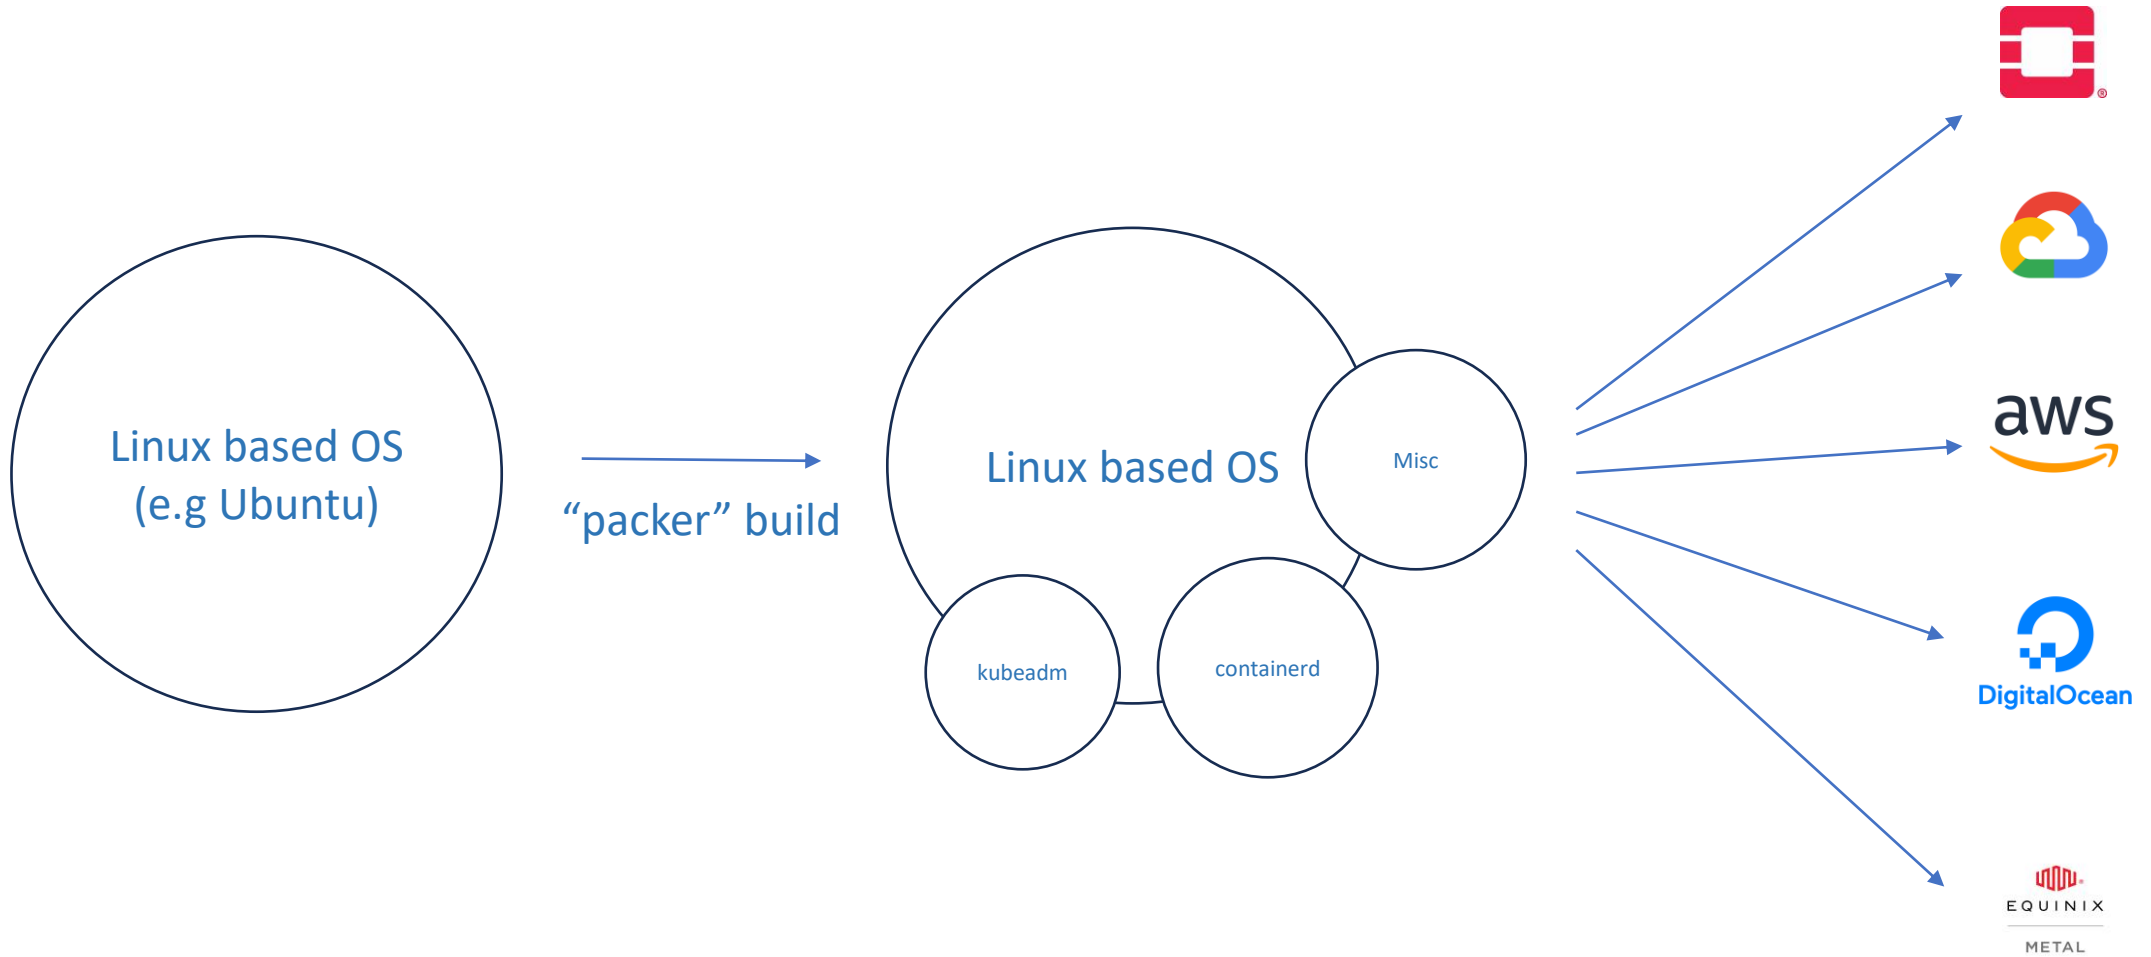 Linux based OS
(e.g Ubuntu)
“packer” build
Linux based OS
Misc
kubeadm
containerd
®
aws
DigitalOcean
EQUINIX
METAL